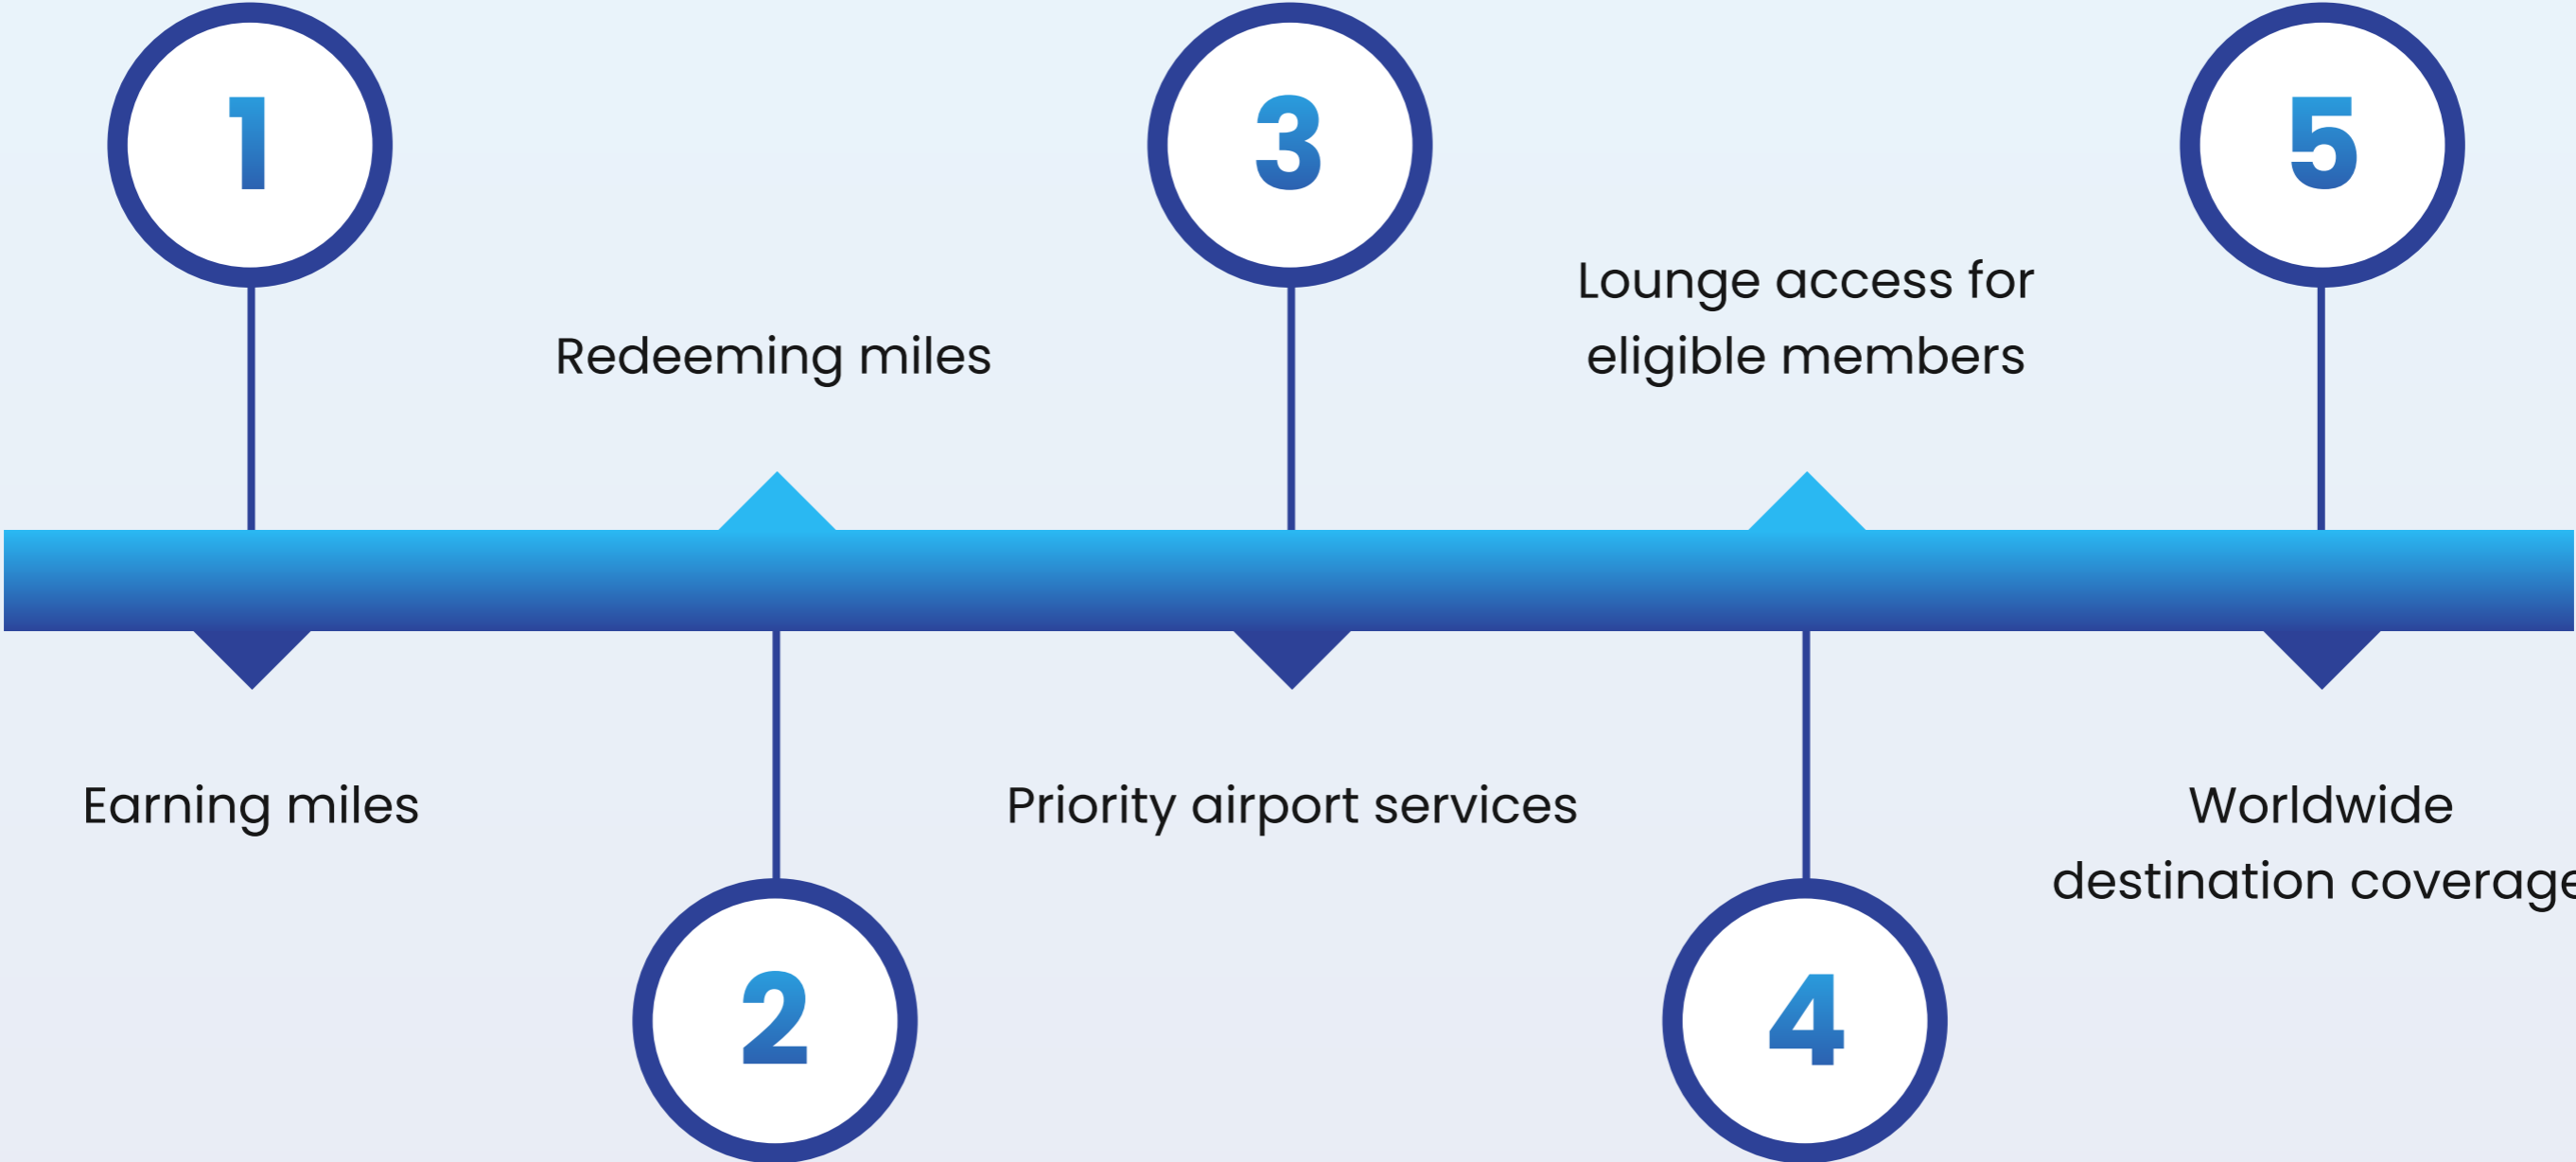 1
Earning miles
2
Redeeming miles
3
Priority airport services
4
Lounge access for
eligible members
5
Worldwide
destination coverage